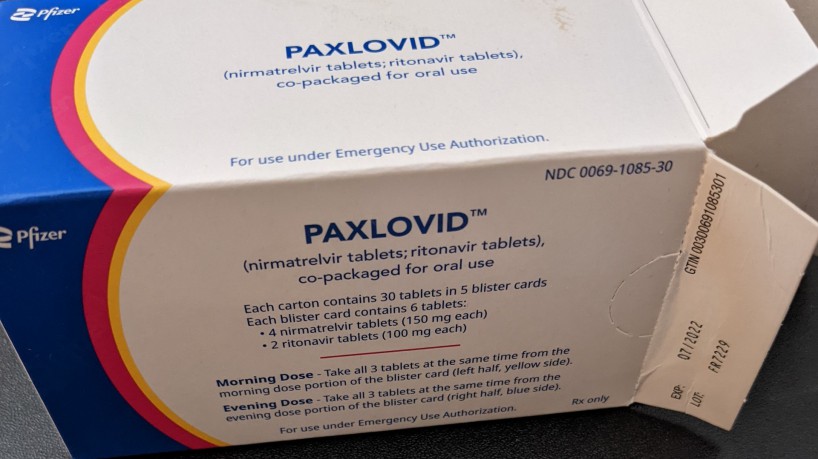 Pfizer
PAXLOVID™
(nirmatrelvir tablets; ritonavir tablets),
co-packaged for oral use
For use under Emergency Use Authorization.
NDC 0069-1085-30
Pfizer
PAXLOVID™
(nirmatrelvir tablets; ritonavir tablets),
co-packaged for oral use
Each carton contains 30 tablets in 5 blister cards
Each blister card contains 6 tablets:
• 4 nirmatrelvir tablets (150 mg each)
• 2 ritonavir tablets (100 mg each)
Morning Dose - Take all 3 tablets at the same time from the
morning dose portion of the blister card (left half, yellow side).
Evening Dose - Take all 3 tablets at the same time from the
evening dose portion of the blister card (right half, blue side).
For use under Emergency Use Authorization.
Rx only
GTIN 00300691085301
EXP: 07/2022
LOT: FR7229